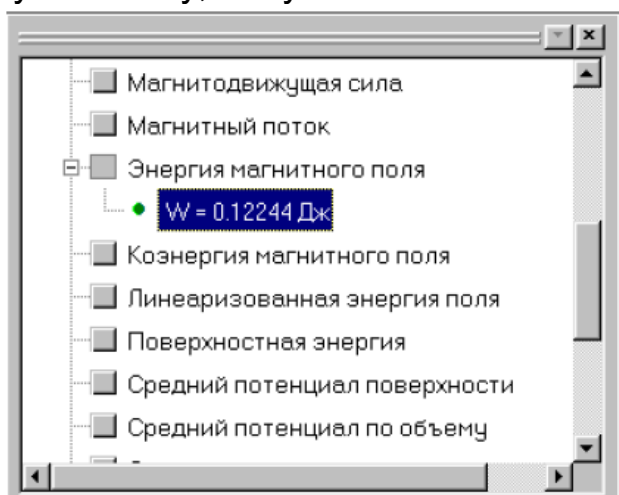 Магнитодвижущая сила
Магнитный поток
Энергия магнитного поля
W = 0.12244 Дж
Коэнергия магнитного поля
Линеаризованная энергия поля
Поверхностная энергия
Средний потенциал поверхности
Средний потенциал по объему